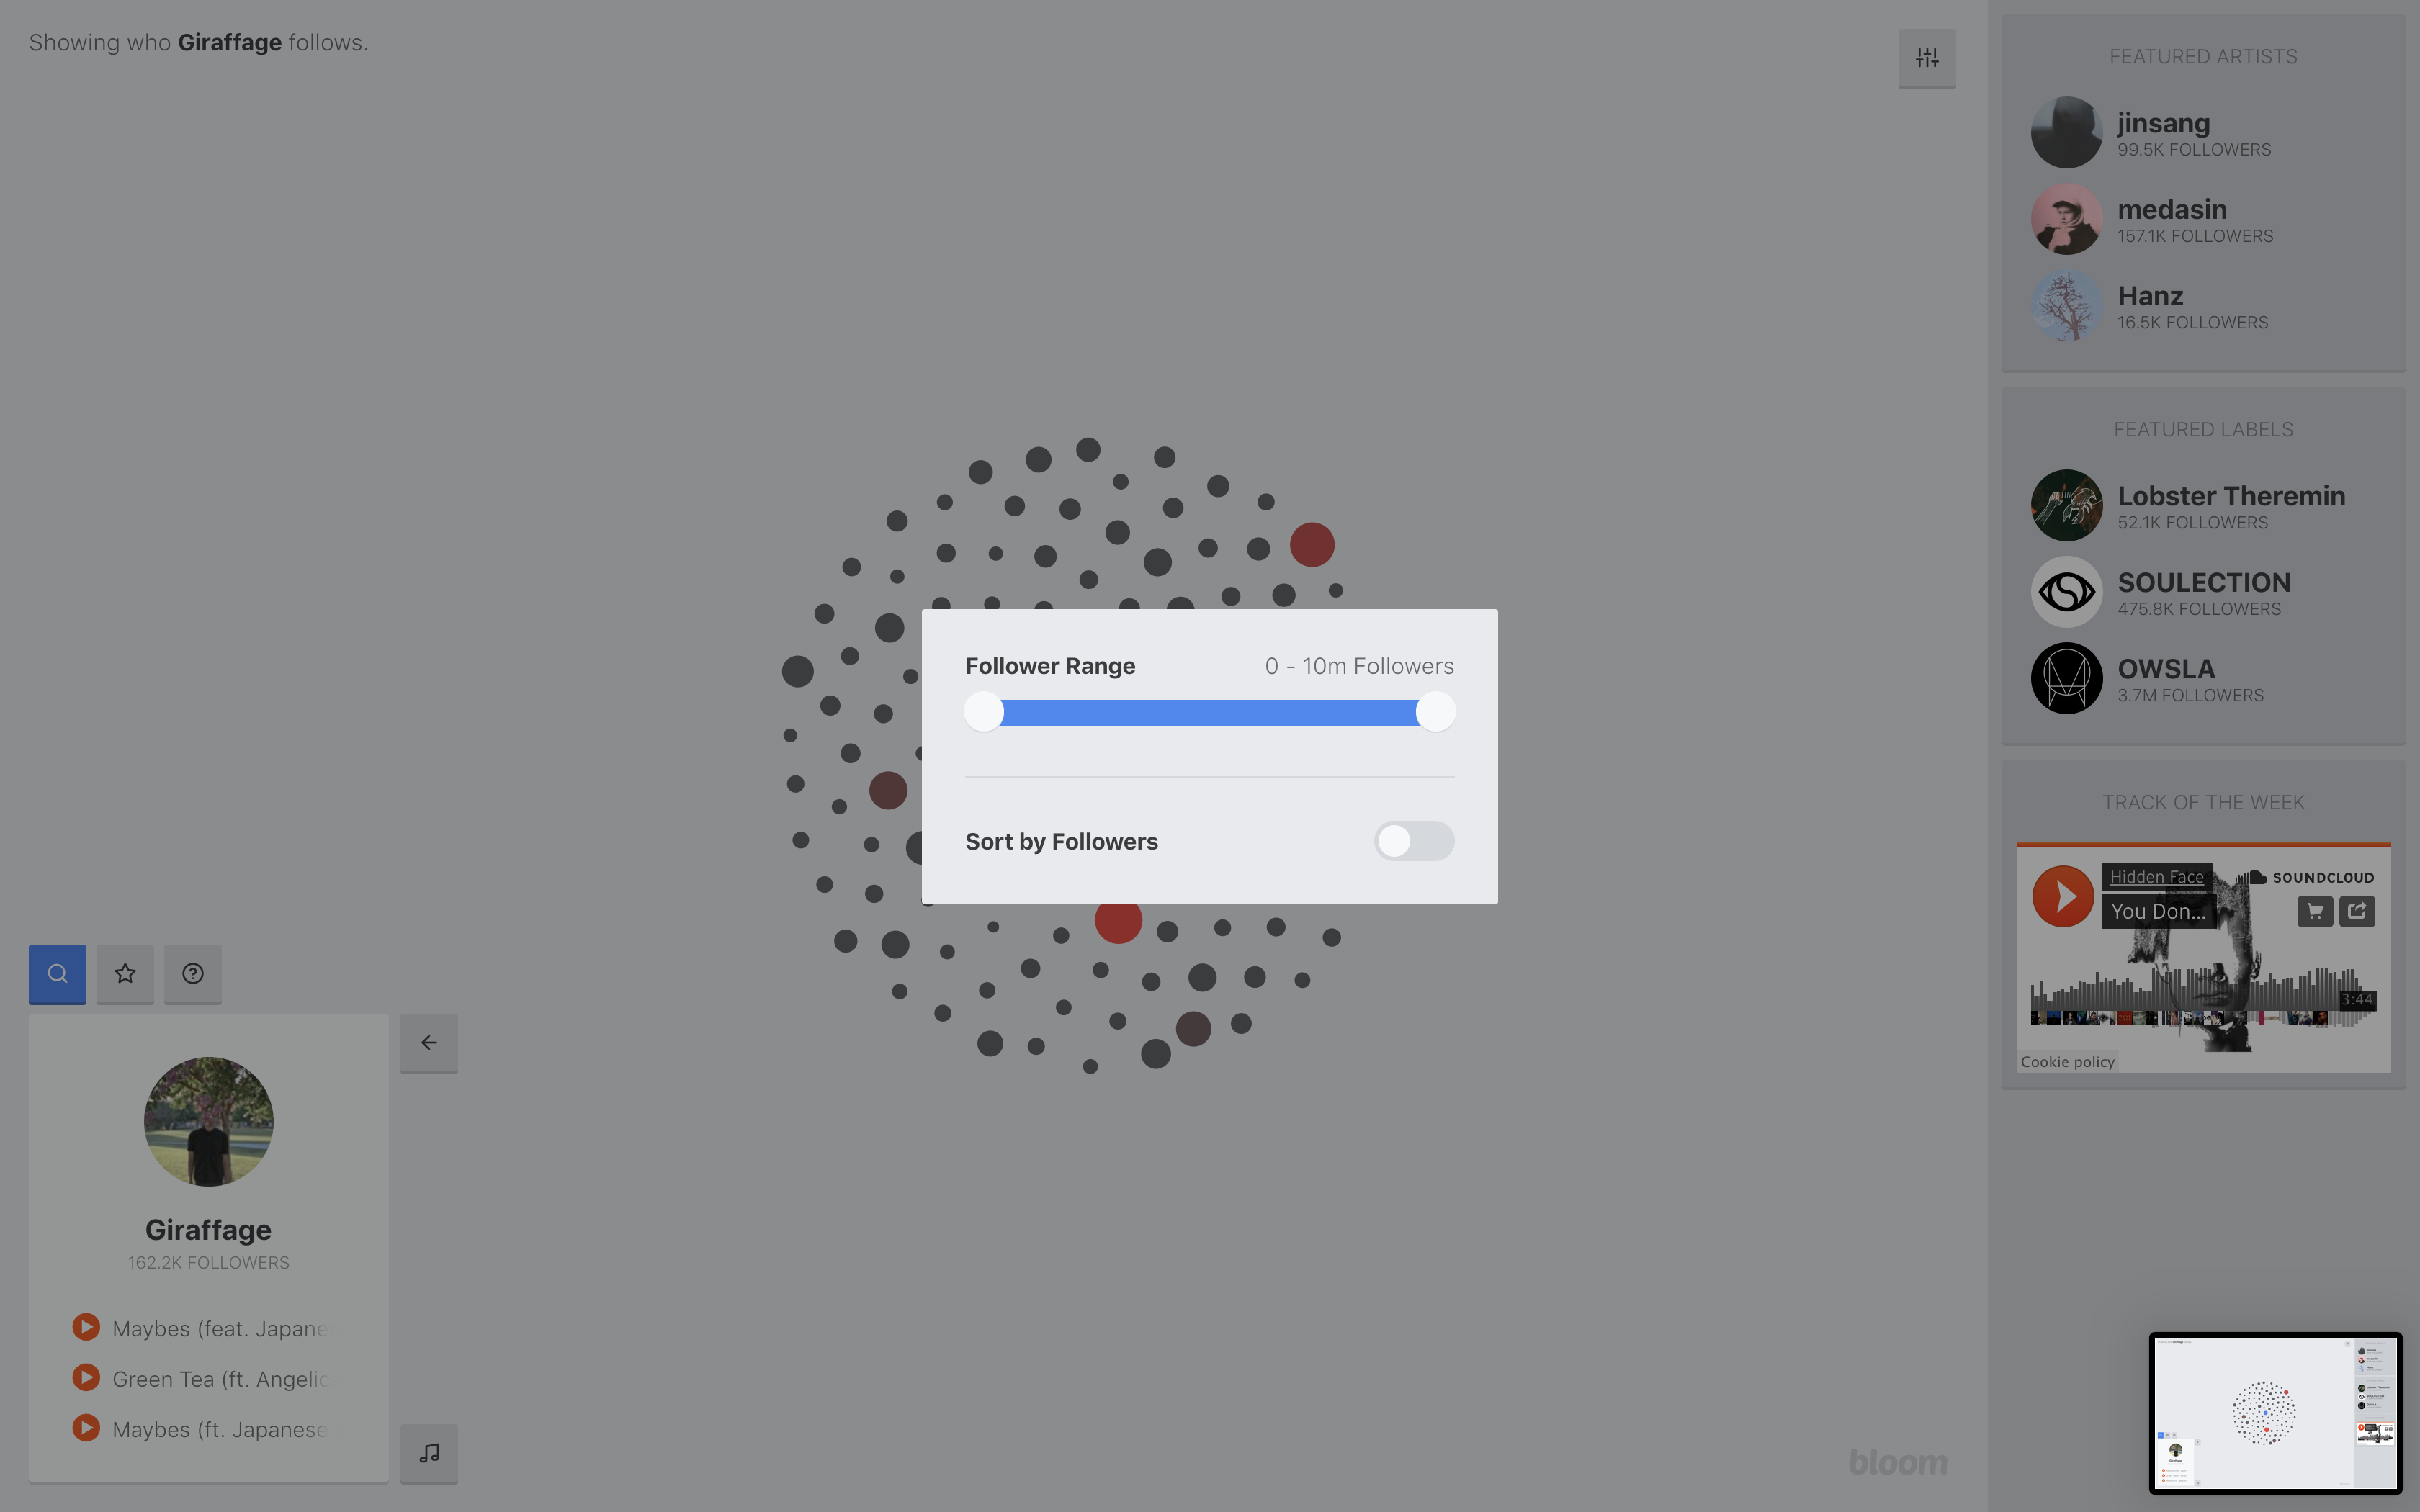 Showing who Giraffage follows.
FEATURED ARTISTS
jinsang
99.5K FOLLOWERS
medasin
157.1K FOLLOWERS
Hanz
16.5K FOLLOWERS
FEATURED LABELS
Lobster Theremin
52.1K FOLLOWERS
SOULECTION
475.8K FOLLOWERS
OWSLA
3.7M FOLLOWERS
TRACK OF THE WEEK
Hidden Face
SOUNDCLOUD
You Don...
3:44
Cookie policy
Follower Range
0 - 10m Followers
Sort by Followers
Giraffage
162.2K FOLLOWERS
Maybes (feat. Japane
Green Tea (ft. Angelic
Maybes (ft. Japanese
bloom